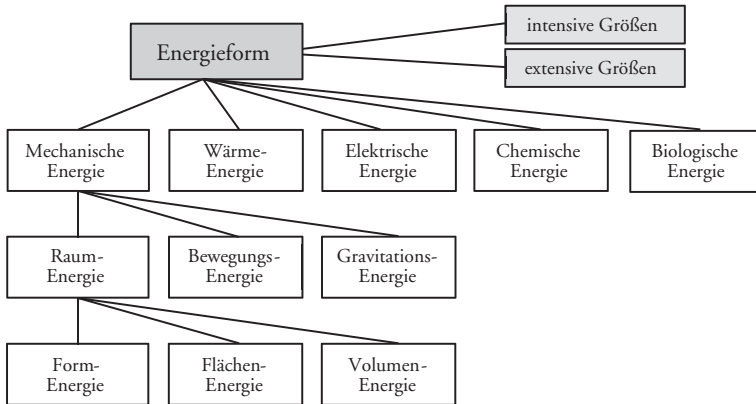 Energieform
intensive Größen
extensive Größen
Mechanische
Energie
Wärme-
Energie
Elektrische
Energie
Chemische
Energie
Biologische
Energie
Raum-
Energie
Bewegungs-
Energie
Gravitations-
Energie
Form-
Energie
Flächen-
Energie
Volumen-
Energie